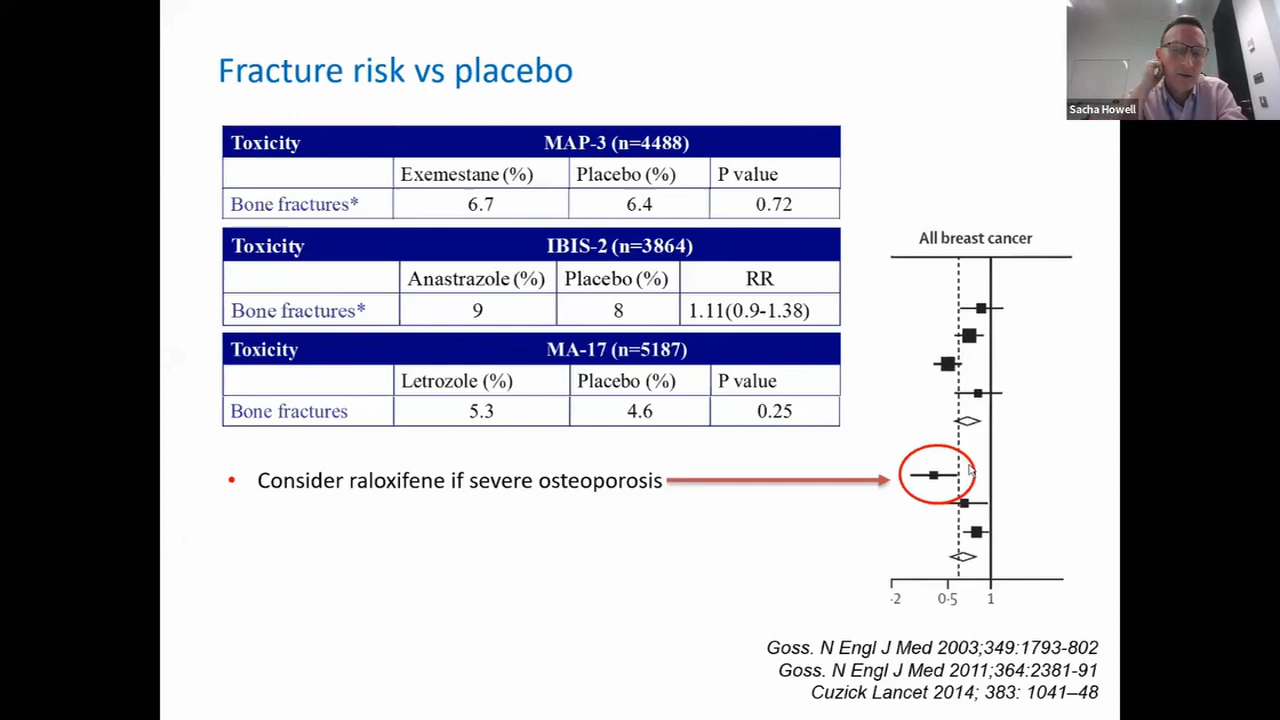 Fracture risk vs placebo
Sacha Howell
Toxicity MAP-3 (n=4488)
Exemestane (%) Placebo (%) P value
Bone fractures* 6.7 6.4 0.72
Toxicity IBIS-2 (n=3864)
Anastrazole (%) Placebo (%) RR
Bone fractures* 9 8 1.11(0.9-1.38)
Toxicity MA-17 (n=5187)
Letrozole (%) Placebo (%) P value
Bone fractures 5.3 4.6 0.25
All breast cancer
• Consider raloxifene if severe osteoporosis
·2 0·5 1
Goss. N Engl J Med 2003;349:1793-802
Goss. N Engl J Med 2011;364:2381-91
Cuzick Lancet 2014; 383: 1041–48